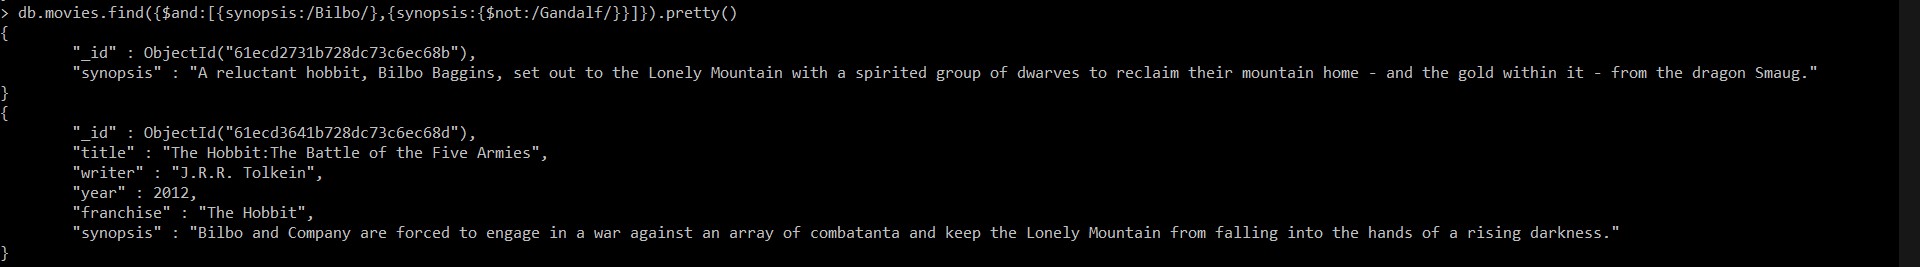 > db.movies.find({$and:[{synopsis:/Bilbo/},{synopsis:{$not:/Gandalf/}}]}).pretty()
{
"_id" : ObjectId("61ecd2731b728dc73c6ec68b"),
"synopsis" : "A reluctant hobbit, Bilbo Baggins, set out to the Lonely Mountain with a spirited group of dwarves to reclaim their mountain home - and the gold within it - from the dragon Smaug."
}
{
"_id" : ObjectId("61ecd3641b728dc73c6ec68d"),
"title" : "The Hobbit:The Battle of the Five Armies",
"writer" : "J.R.R. Tolkein",
"year" : 2012,
"franchise" : "The Hobbit",
"synopsis" : "Bilbo and Company are forced to engage in a war against an array of combatanta and keep the Lonely Mountain from falling into the hands of a rising darkness."
}